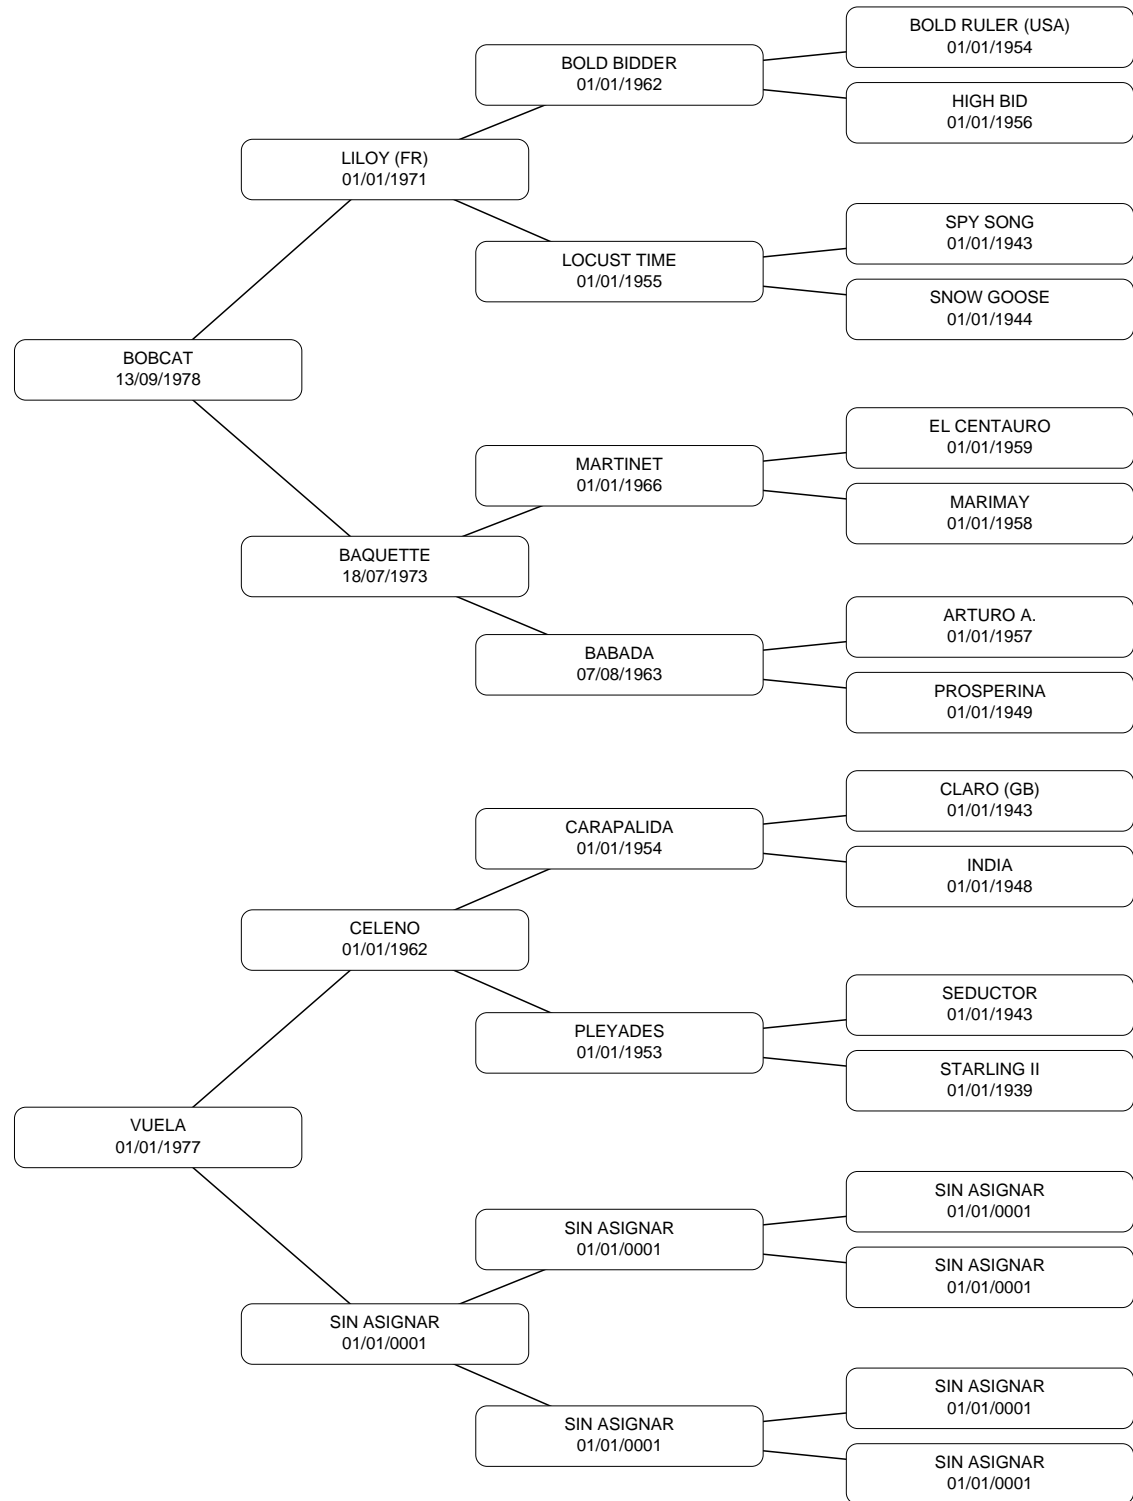 BOLD RULER (USA)
01/01/1954
BOLD BIDDER
01/01/1962
HIGH BID
01/01/1956
LILOY (FR)
01/01/1971
SPY SONG
01/01/1943
LOCUST TIME
01/01/1955
SNOW GOOSE
01/01/1944
BOBCAT
13/09/1978
EL CENTAURO
01/01/1959
MARTINET
01/01/1966
MARIMAY
01/01/1958
BAQUETTE
18/07/1973
ARTURO A.
01/01/1957
BABADA
07/08/1963
PROSPERINA
01/01/1949
CLARO (GB)
01/01/1943
CARAPALIDA
01/01/1954
INDIA
01/01/1948
CELENO
01/01/1962
SEDUCTOR
01/01/1943
PLEYADES
01/01/1953
STARLING II
01/01/1939
VUELA
01/01/1977
SIN ASIGNAR
01/01/0001
SIN ASIGNAR
01/01/0001
SIN ASIGNAR
01/01/0001
SIN ASIGNAR
01/01/0001
SIN ASIGNAR
01/01/0001
SIN ASIGNAR
01/01/0001
SIN ASIGNAR
01/01/0001